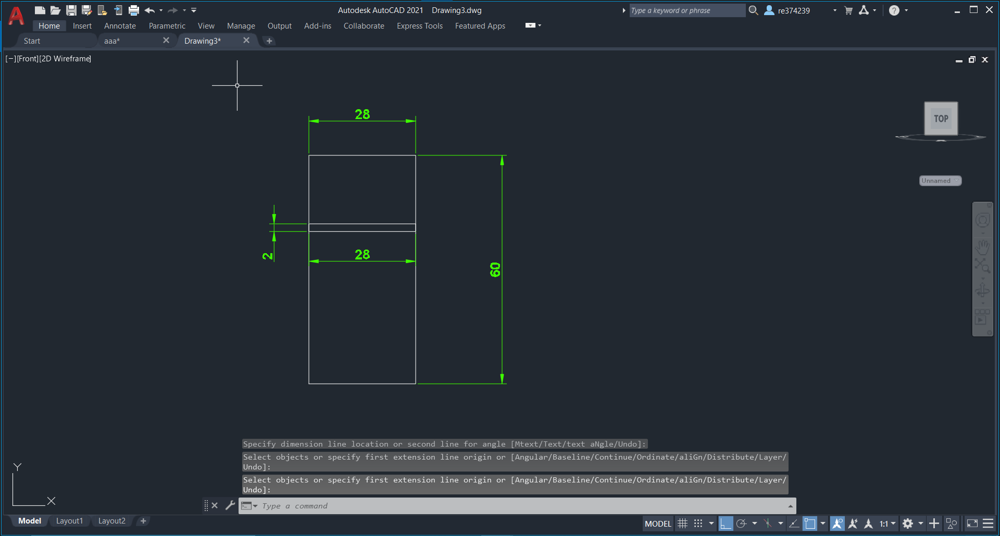 Autodesk AutoCAD 2021 Drawing3.dwg
Type a keyword or phrase
re374239
Home Insert Annotate Parametric View Manage Output Add-ins Collaborate Express Tools Featured Apps
Start aaa* Drawing3*
[−][Front][2D Wireframe]
TOP
28
Unnamed
2
28
60
Specify dimension line location or second line for angle [Mtext/Text/text aNgle/Undo]:
Select objects or specify first extension line origin or [Angular/Baseline/Continue/Ordinate/aliGn/Distribute/Layer/
Undo]:
Select objects or specify first extension line origin or [Angular/Baseline/Continue/Ordinate/aliGn/Distribute/Layer/
Undo]:
Y
X
Type a command
Model Layout1 Layout2
MODEL 1:1